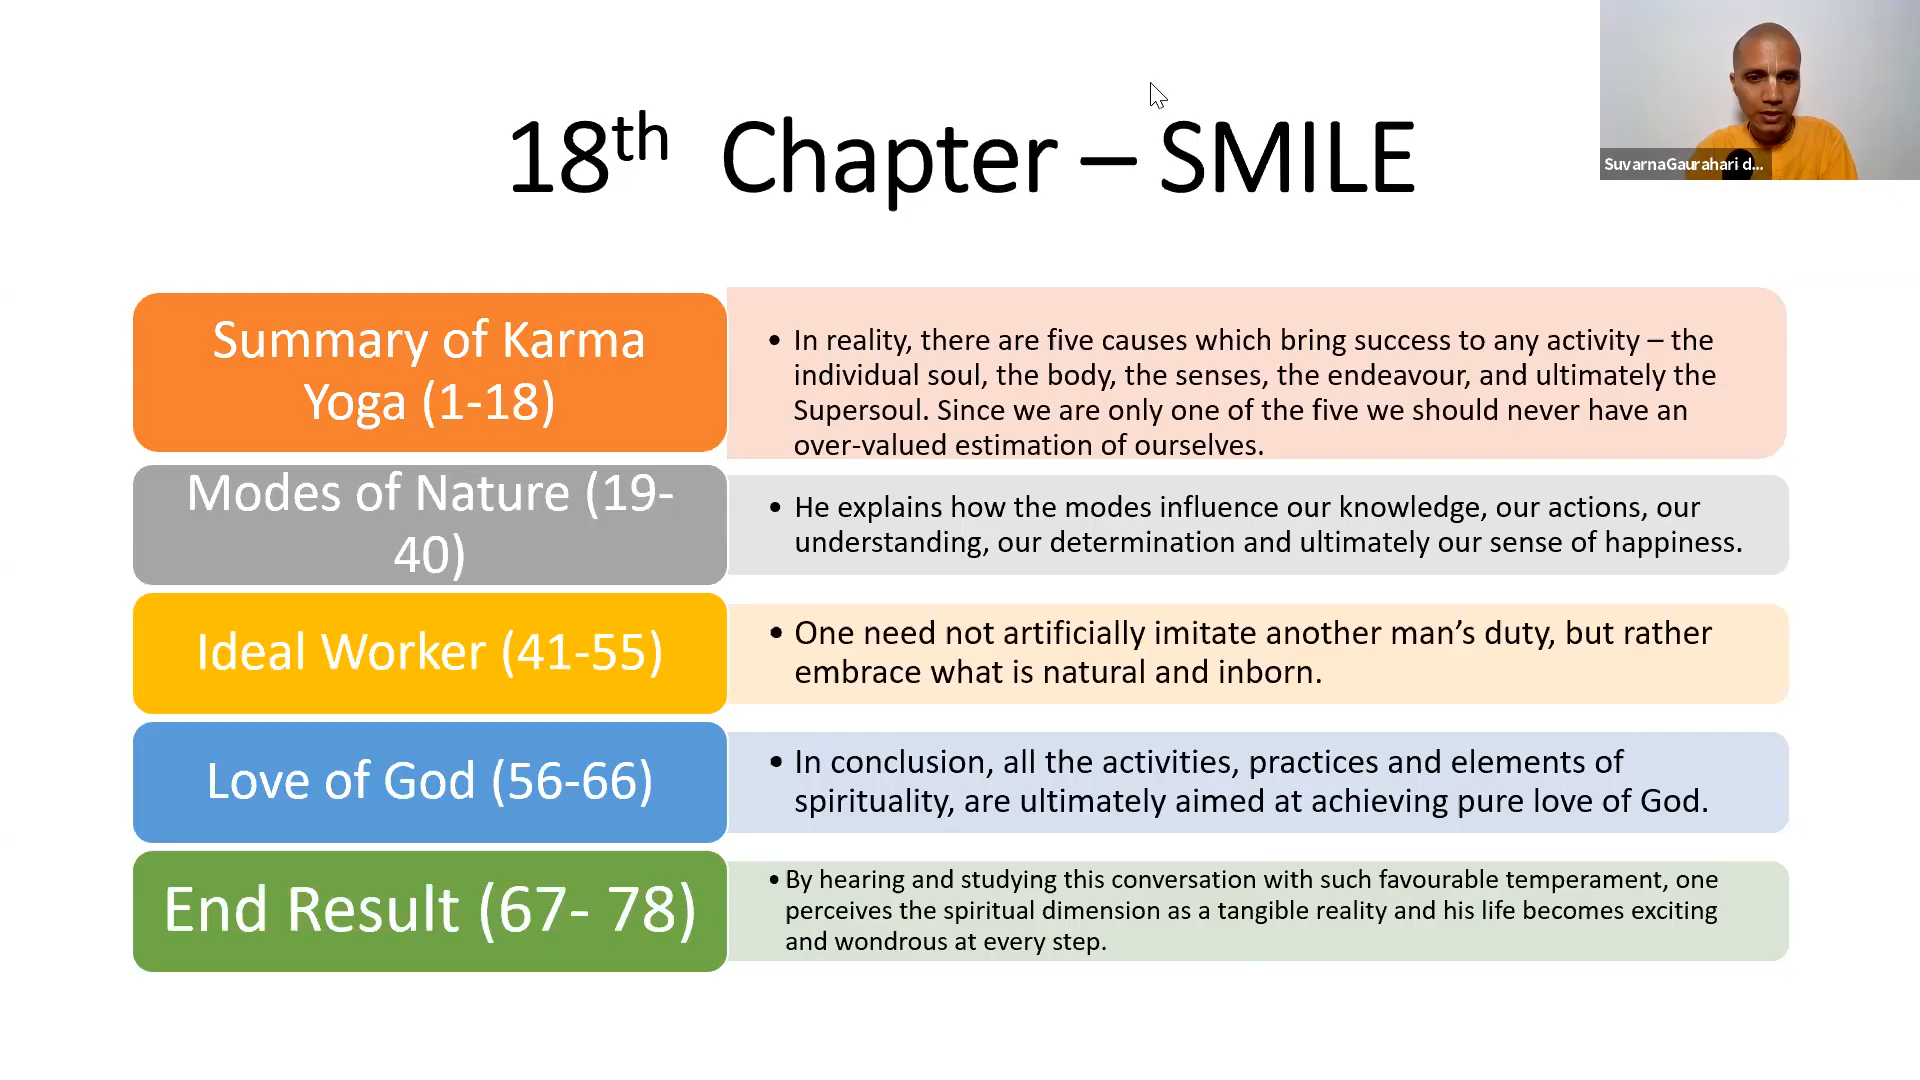 18th Chapter – SMILE
SuvarnaGaurahari d...
Summary of Karma
Yoga (1-18)
• In reality, there are five causes which bring success to any activity – the
individual soul, the body, the senses, the endeavour, and ultimately the
Supersoul. Since we are only one of the five we should never have an
over-valued estimation of ourselves.
Modes of Nature (19-
40)
• He explains how the modes influence our knowledge, our actions, our
understanding, our determination and ultimately our sense of happiness.
Ideal Worker (41-55)
• One need not artificially imitate another man’s duty, but rather
embrace what is natural and inborn.
Love of God (56-66)
• In conclusion, all the activities, practices and elements of
spirituality, are ultimately aimed at achieving pure love of God.
End Result (67- 78)
• By hearing and studying this conversation with such favourable temperament, one
perceives the spiritual dimension as a tangible reality and his life becomes exciting
and wondrous at every step.